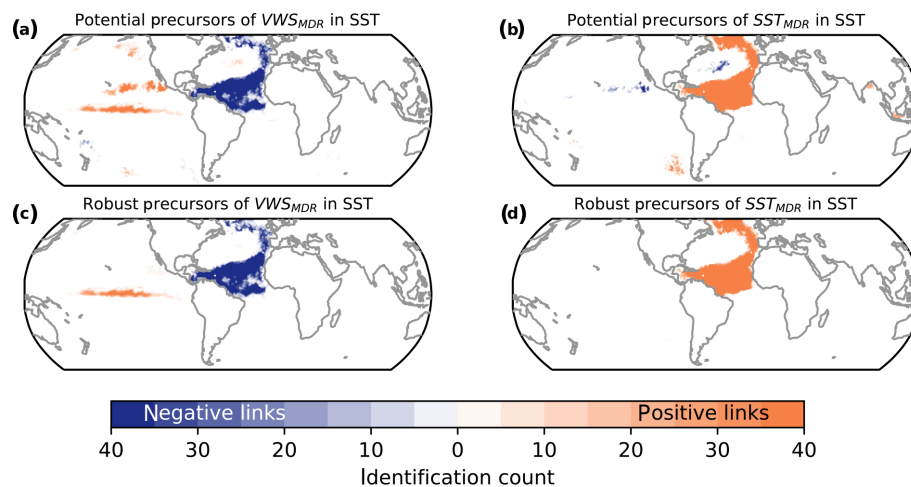 (a) Potential precursors of VWS_MDR in SST
(b) Potential precursors of SST_MDR in SST
(c) Robust precursors of VWS_MDR in SST
(d) Robust precursors of SST_MDR in SST
Negative links Positive links
40 30 20 10 0 10 20 30 40
Identification count